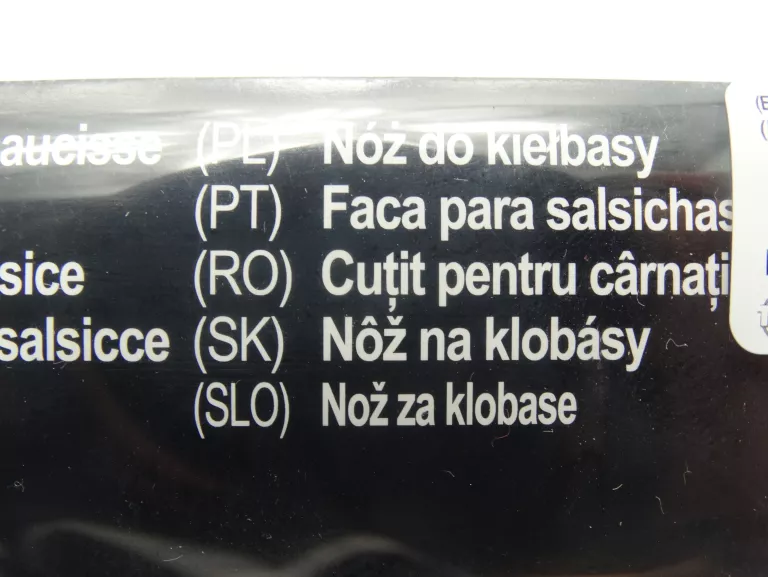 aucisse (PL) Nóż do kiełbasy
(PT) Faca para salsichas
sice (RO) Cuțit pentru cârnați
salsicce (SK) Nôž na klobásy
(SLO) Nož za klobase